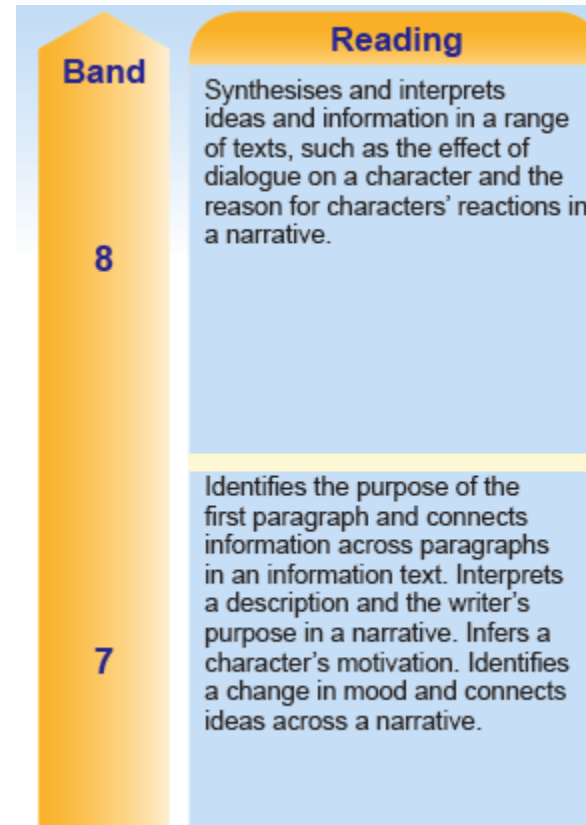 Band
Reading
Synthesises and interprets
ideas and information in a range
of texts, such as the effect of
dialogue on a character and the
reason for characters' reactions in
a narrative.
8
Identifies the purpose of the
first paragraph and connects
information across paragraphs
in an information text. Interprets
a description and the writer's
purpose in a narrative. Infers a
character's motivation. Identifies
a change in mood and connects
ideas across a narrative.
7